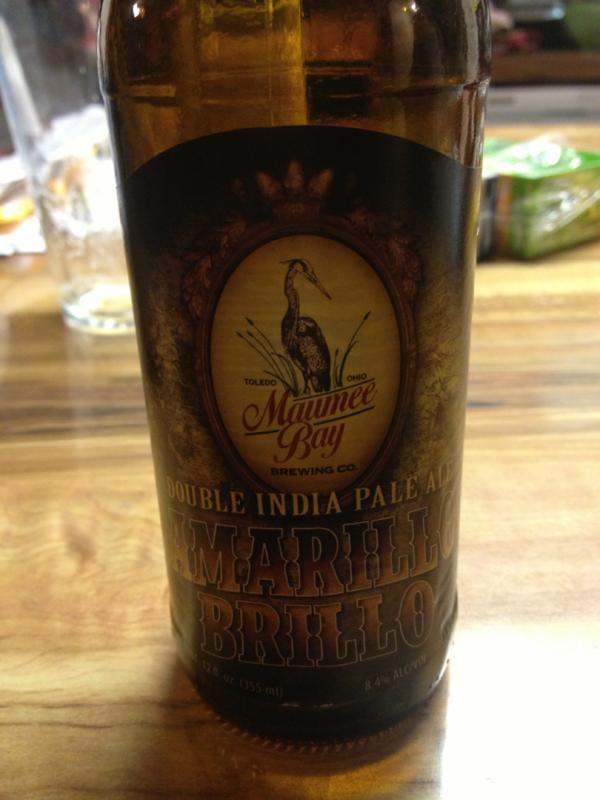 TOLEDO OHIO
Maumee
Bay
BREWING CO.
DOUBLE INDIA PALE ALE
AMARILLO
BRILLO
12 fl. oz (355 ml) 8.4% ALC/VOL